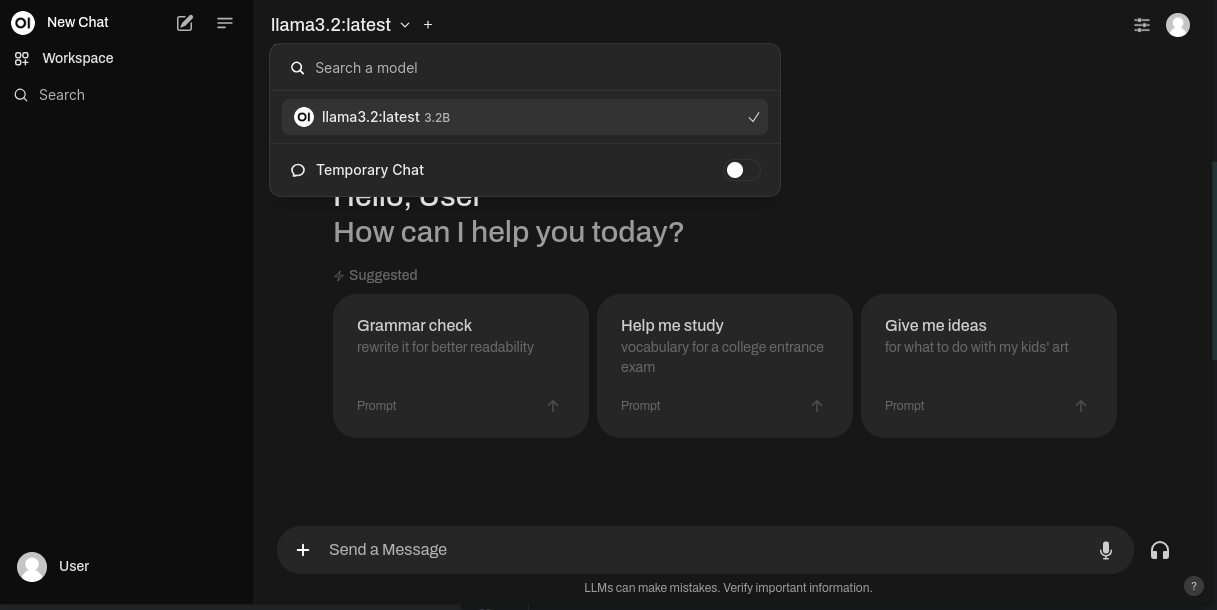 OI New Chat
Workspace
Search
User
llama3.2:latest
Search a model
OI llama3.2:latest 3.2B
Temporary Chat
Hello, User
How can I help you today?
Suggested
Grammar check
rewrite it for better readability
Prompt
Help me study
vocabulary for a college entrance
exam
Prompt
Give me ideas
for what to do with my kids' art
Prompt
Send a Message
LLMs can make mistakes. Verify important information.
?